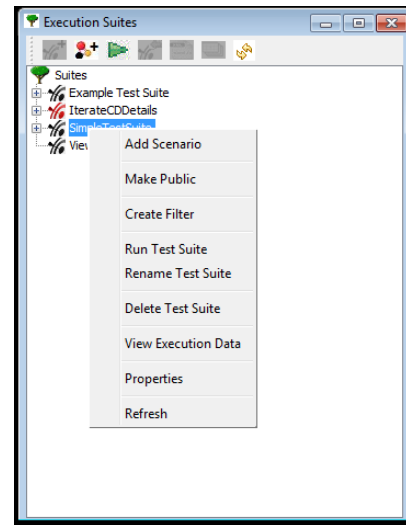 Execution Suites
Suites
Example Test Suite
IterateCDDetails
SimpleTestSuite
Add Scenario
Make Public
Create Filter
Run Test Suite
Rename Test Suite
Delete Test Suite
View Execution Data
Properties
Refresh